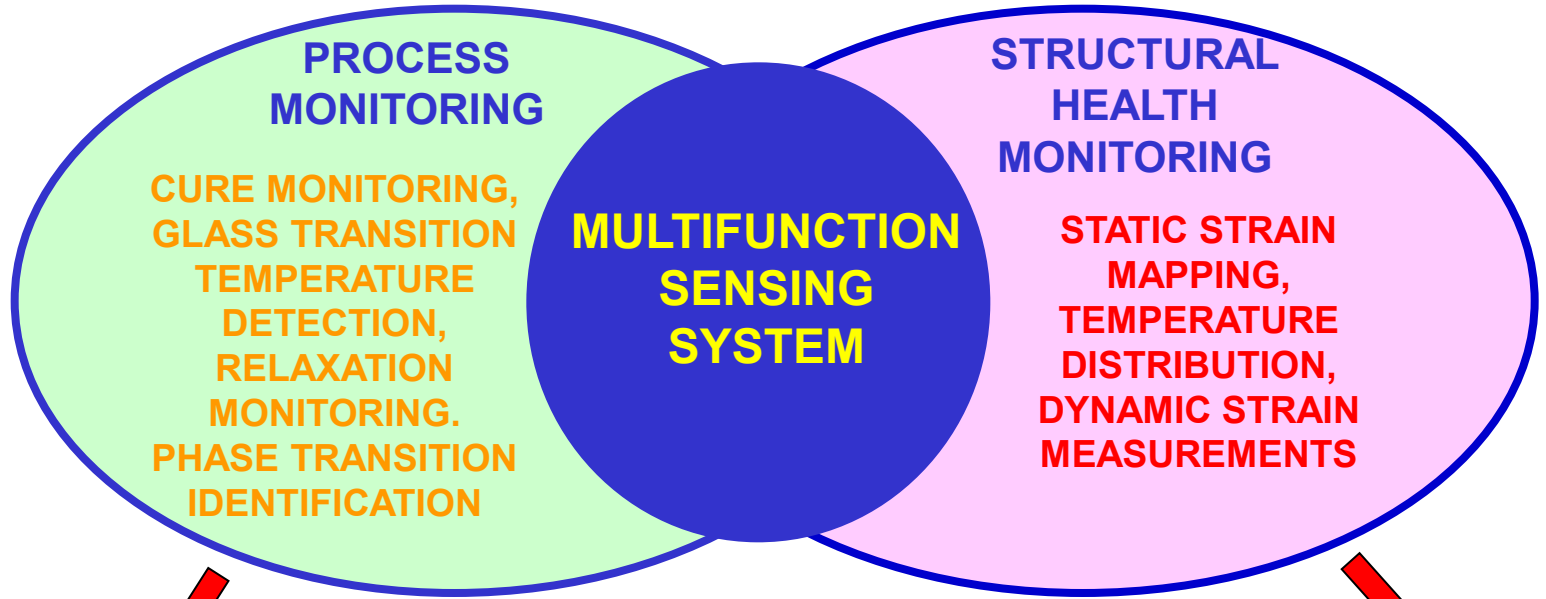 PROCESS
MONITORING
CURE MONITORING,
GLASS TRANSITION
TEMPERATURE
DETECTION,
RELAXATION
MONITORING.
PHASE TRANSITION
IDENTIFICATION
MULTIFUNCTION
SENSING
SYSTEM
STRUCTURAL
HEALTH
MONITORING
STATIC STRAIN
MAPPING,
TEMPERATURE
DISTRIBUTION,
DYNAMIC STRAIN
MEASUREMENTS